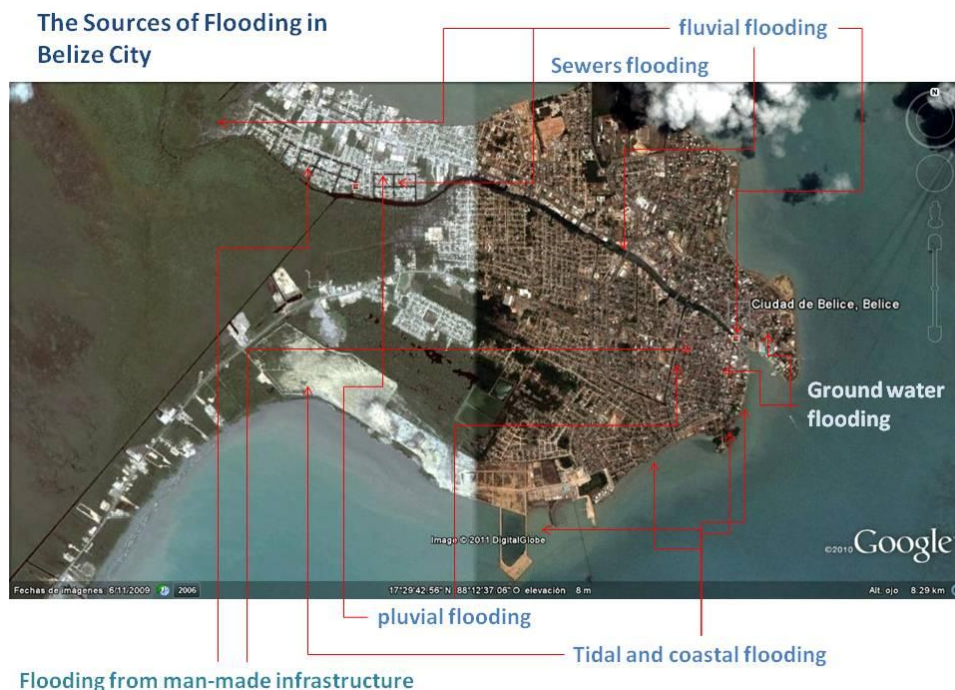 The Sources of Flooding in
Belize City
fluvial flooding
Sewers flooding
N
Ciudad de Belice, Belice
Ground water
flooding
Image © 2011 DigitalGlobe
©2010 Google
Fechas de imágenes: 6/11/2009 2006 17°29'42.56" N 88°12'37.06" O elevación 8 m Alt. ojo 8.29 km
pluvial flooding
Tidal and coastal flooding
Flooding from man-made infrastructure